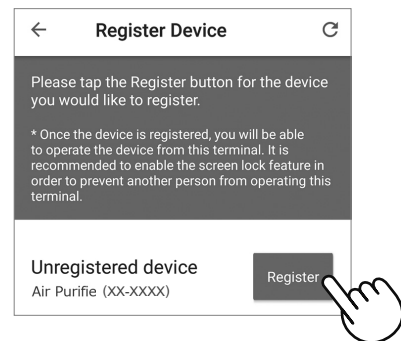 Register Device
Please tap the Register button for the device
you would like to register.
* Once the device is registered, you will be able
to operate the device from this terminal. It is
recommended to enable the screen lock feature in
order to prevent another person from operating this
terminal.
Unregistered device
Register
Air Purifie (XX-XXXX)